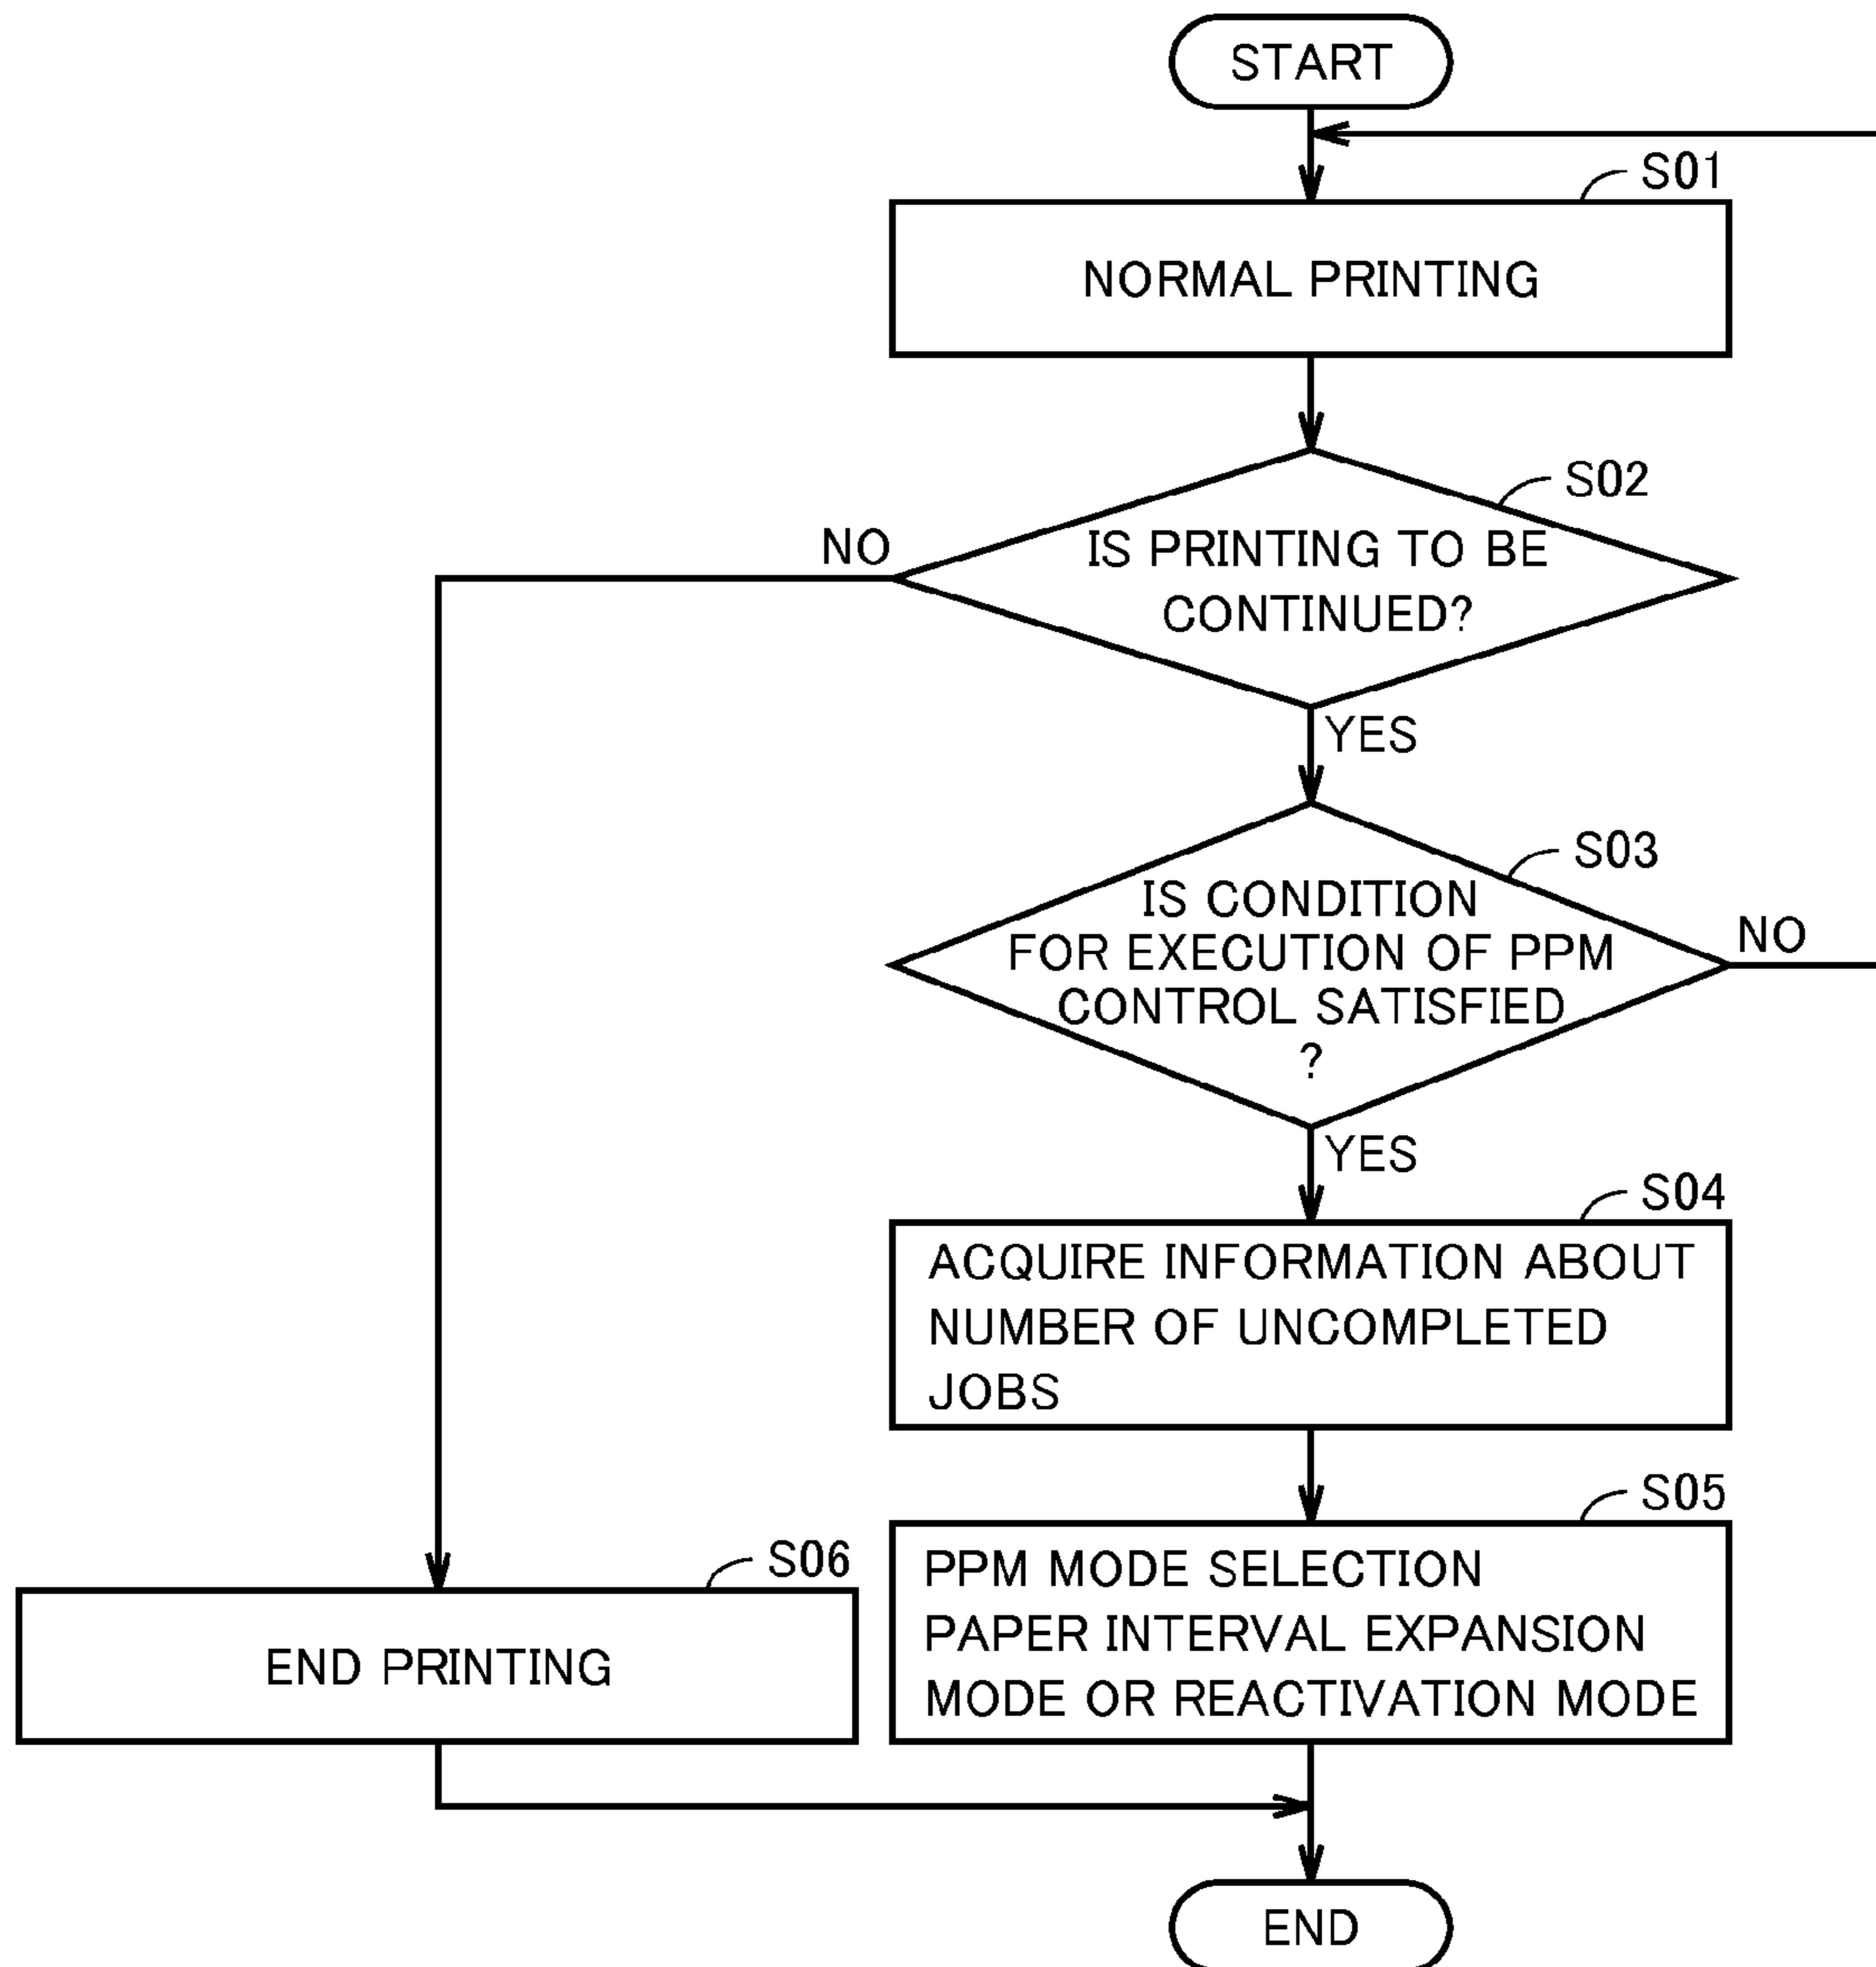 START
S01
NORMAL PRINTING
S02
NO
IS PRINTING TO BE
CONTINUED?
YES
S03
IS CONDITION
FOR EXECUTION OF PPM
CONTROL SATISFIED
?
NO
YES
S04
ACQUIRE INFORMATION ABOUT
NUMBER OF UNCOMPLETED
JOBS
S05
PPM MODE SELECTION
PAPER INTERVAL EXPANSION
MODE OR REACTIVATION MODE
S06
END PRINTING
END